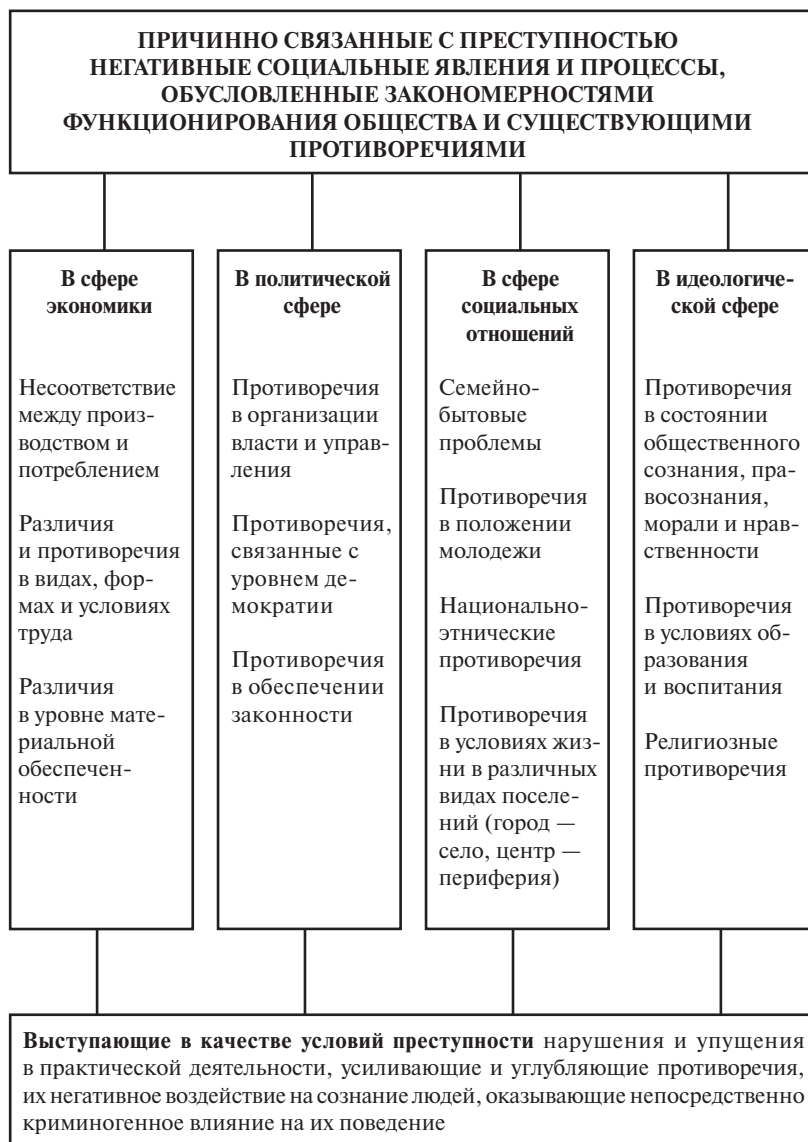 ПРИЧИННО СВЯЗАННЫЕ С ПРЕСТУПНОСТЬЮ
НЕГАТИВНЫЕ СОЦИАЛЬНЫЕ ЯВЛЕНИЯ И ПРОЦЕССЫ,
ОБУСЛОВЛЕННЫЕ ЗАКОНОМЕРНОСТЯМИ
ФУНКЦИОНИРОВАНИЯ ОБЩЕСТВА И СУЩЕСТВУЮЩИМИ
ПРОТИВОРЕЧИЯМИ
В сфере
экономики
Несоответствие
между произ-
водством и
потреблением
Различия
и противоречия
в видах, фор-
мах и условиях
труда
Различия
в уровне мате-
риальной
обеспечен-
ности
В политической
сфере
Противоречия
в организации
власти и управ-
ления
Противоречия,
связанные с
уровнем де-
мократии
Противоречия
в обеспечении
законности
В сфере
социальных
отношений
Семейно-
бытовые
проблемы
Противоречия
в положении
молодежи
Национально-
этнические
противоречия
Противоречия
в условиях жиз-
ни в различных
видах поселе-
ний (город —
село, центр —
периферия)
В идеологиче-
ской сфере
Противоречия
в состоянии
общественного
сознания, пра-
восознания,
морали и нрав-
ственности
Противоречия
в условиях об-
разования
и воспитания
Религиозные
противоречия
Выступающие в качестве условий преступности нарушения и упущения
в практической деятельности, усиливающие и углубляющие противоречия,
их негативное воздействие на сознание людей, оказывающие непосредственно
криминогенное влияние на их поведение